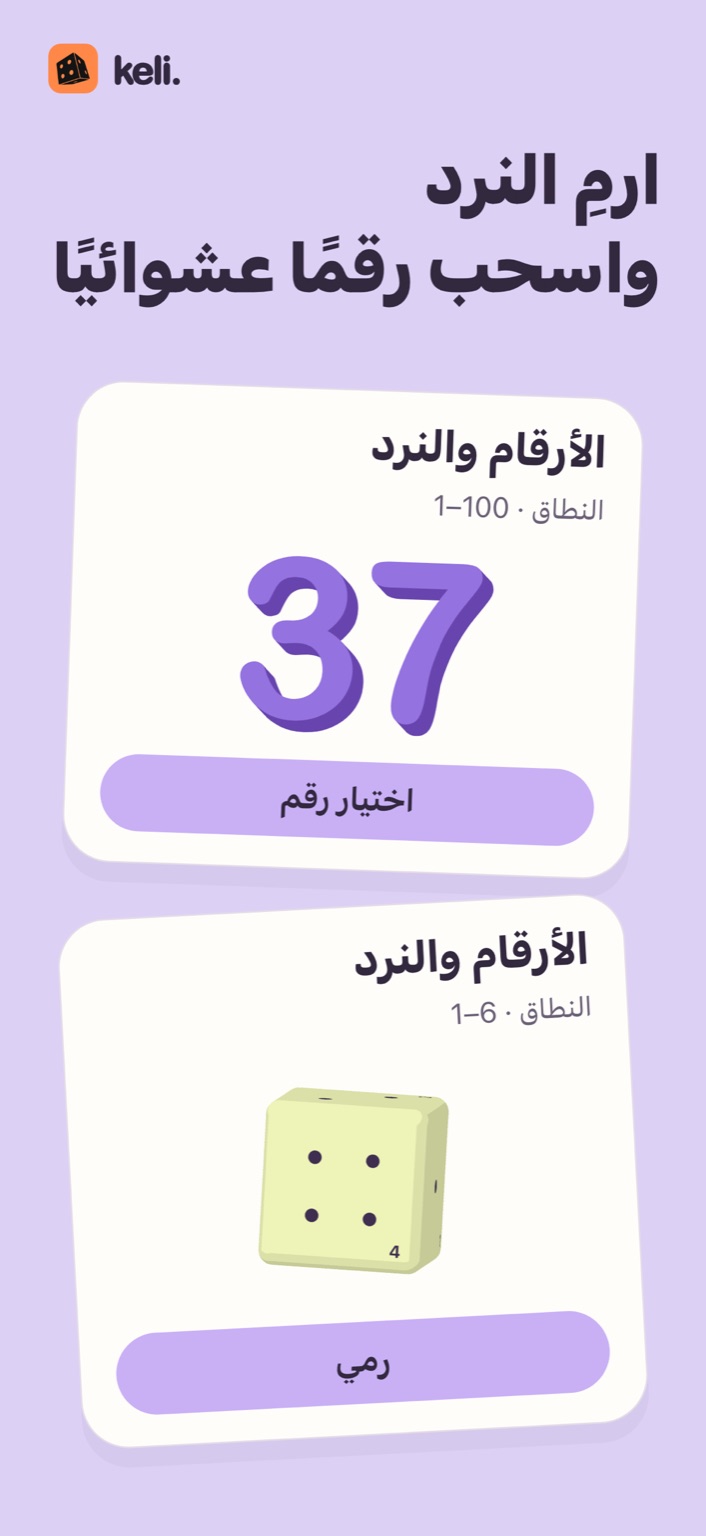 keli.
ارمِ النرد
واسحب رقمًا عشوائيًا
الأرقام والنرد
النطاق · 1–100
37
اختيار رقم
الأرقام والنرد
النطاق · 1–6
4
رمي